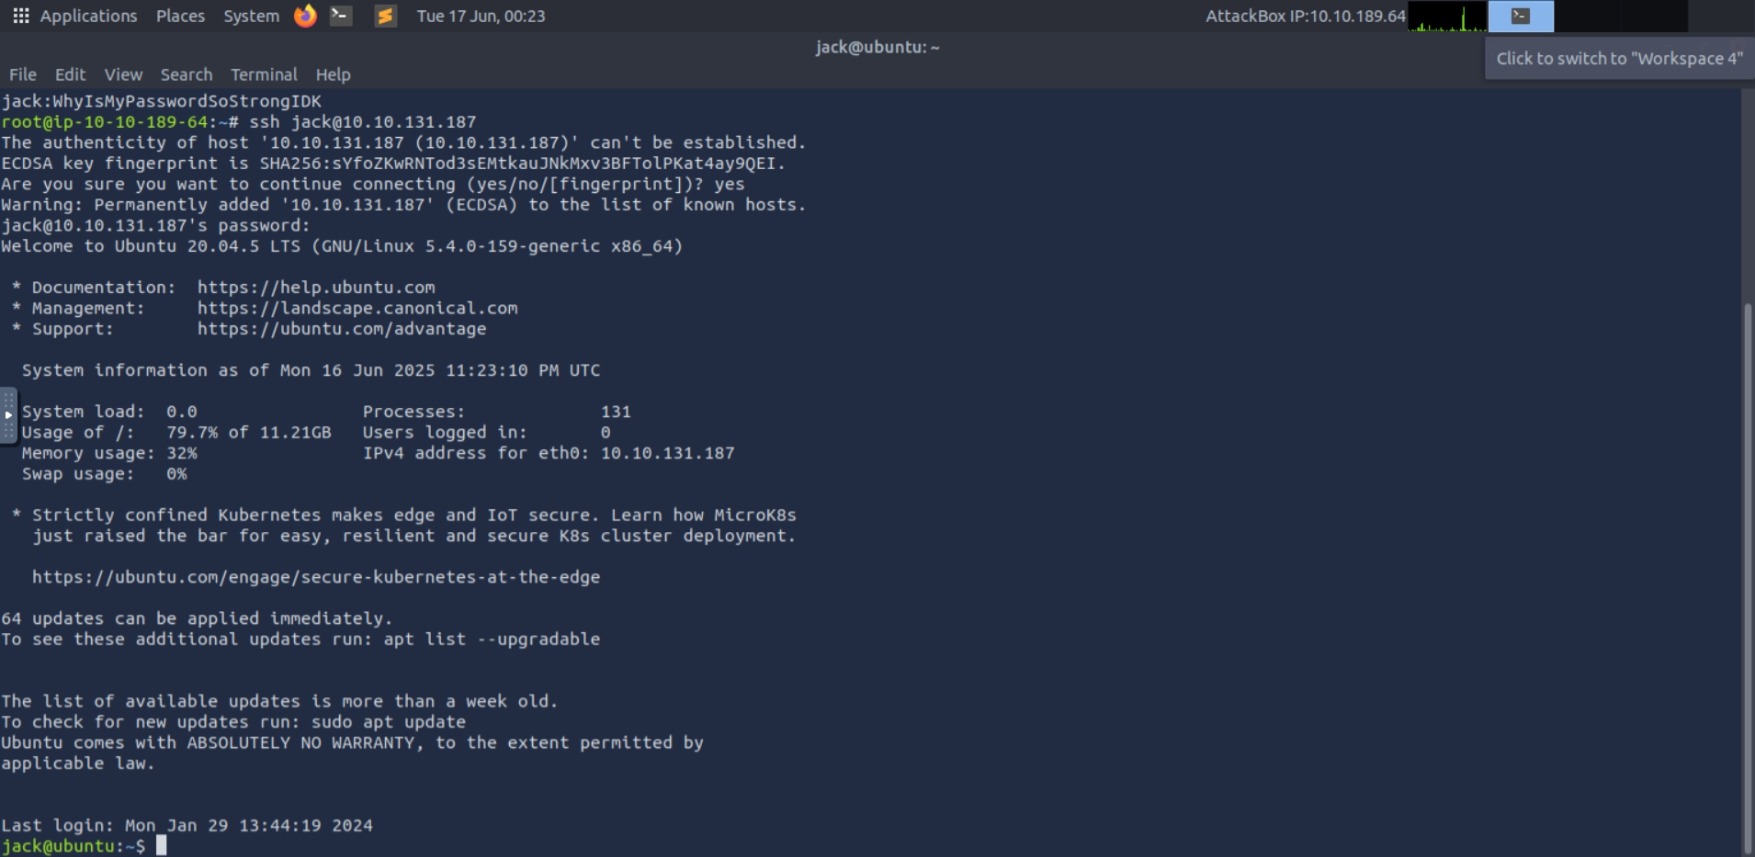 Applications Places System Tue 17 Jun, 00:23 AttackBox IP:10.10.189.64
jack@ubuntu: ~
Click to switch to "Workspace 4"
File Edit View Search Terminal Help
jack:WhyIsMyPasswordSoStrongIDK
root@ip-10-10-189-64:~# ssh jack@10.10.131.187
The authenticity of host '10.10.131.187 (10.10.131.187)' can't be established.
ECDSA key fingerprint is SHA256:sYfoZKwRNTod3sEMtkauJNkMxv3BFTolPKat4ay9QEI.
Are you sure you want to continue connecting (yes/no/[fingerprint])? yes
Warning: Permanently added '10.10.131.187' (ECDSA) to the list of known hosts.
jack@10.10.131.187's password:
Welcome to Ubuntu 20.04.5 LTS (GNU/Linux 5.4.0-159-generic x86_64)
* Documentation: https://help.ubuntu.com
* Management: https://landscape.canonical.com
* Support: https://ubuntu.com/advantage
System information as of Mon 16 Jun 2025 11:23:10 PM UTC
System load: 0.0 Processes: 131
Usage of /: 79.7% of 11.21GB Users logged in: 0
Memory usage: 32% IPv4 address for eth0: 10.10.131.187
Swap usage: 0%
* Strictly confined Kubernetes makes edge and IoT secure. Learn how MicroK8s
just raised the bar for easy, resilient and secure K8s cluster deployment.
https://ubuntu.com/engage/secure-kubernetes-at-the-edge
64 updates can be applied immediately.
To see these additional updates run: apt list --upgradable
The list of available updates is more than a week old.
To check for new updates run: sudo apt update
Ubuntu comes with ABSOLUTELY NO WARRANTY, to the extent permitted by
applicable law.
Last login: Mon Jan 29 13:44:19 2024
jack@ubuntu:~$